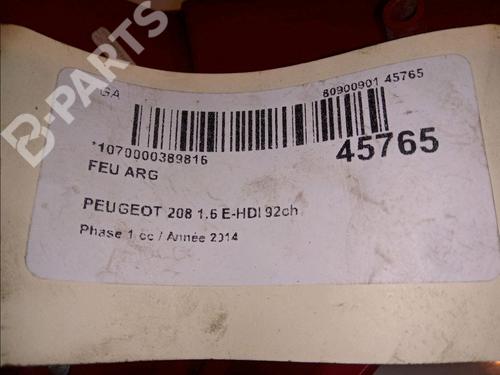 B-PARTS
GA
80900901 45765
*1070000389816
45765
FEU ARG
PEUGEOT 208 1.6 E-HDI 92ch
Phase 1 cc / Année 2014